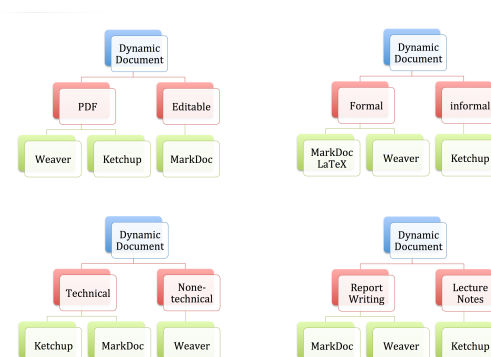 Dynamic
Document
PDF
Editable
Weaver
Ketchup
MarkDoc
Dynamic
Document
Formal
informal
MarkDoc
LaTeX
Weaver
Ketchup
Dynamic
Document
Technical
None-
technical
Ketchup
MarkDoc
Weaver
Dynamic
Document
Report
Writing
Lecture
Notes
MarkDoc
Weaver
Ketchup